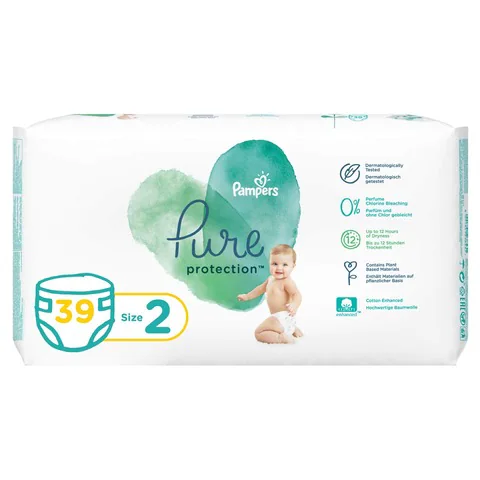 Pampers
Pure
protection™
39
Size 2
Dermatologically
Tested
Dermatologisch
getestet
0%
Perfume
Chlorine Bleaching
Parfüm und
ohne Chlor gebleicht
12
Up to 12 Hours
of Dryness
Bis zu 12 Stunden
Trockenheit
Contains Plant
Based Materials
Enthält Materialien auf
pflanzlicher Basis
Cotton Enhanced
Hochwertige Baumwolle